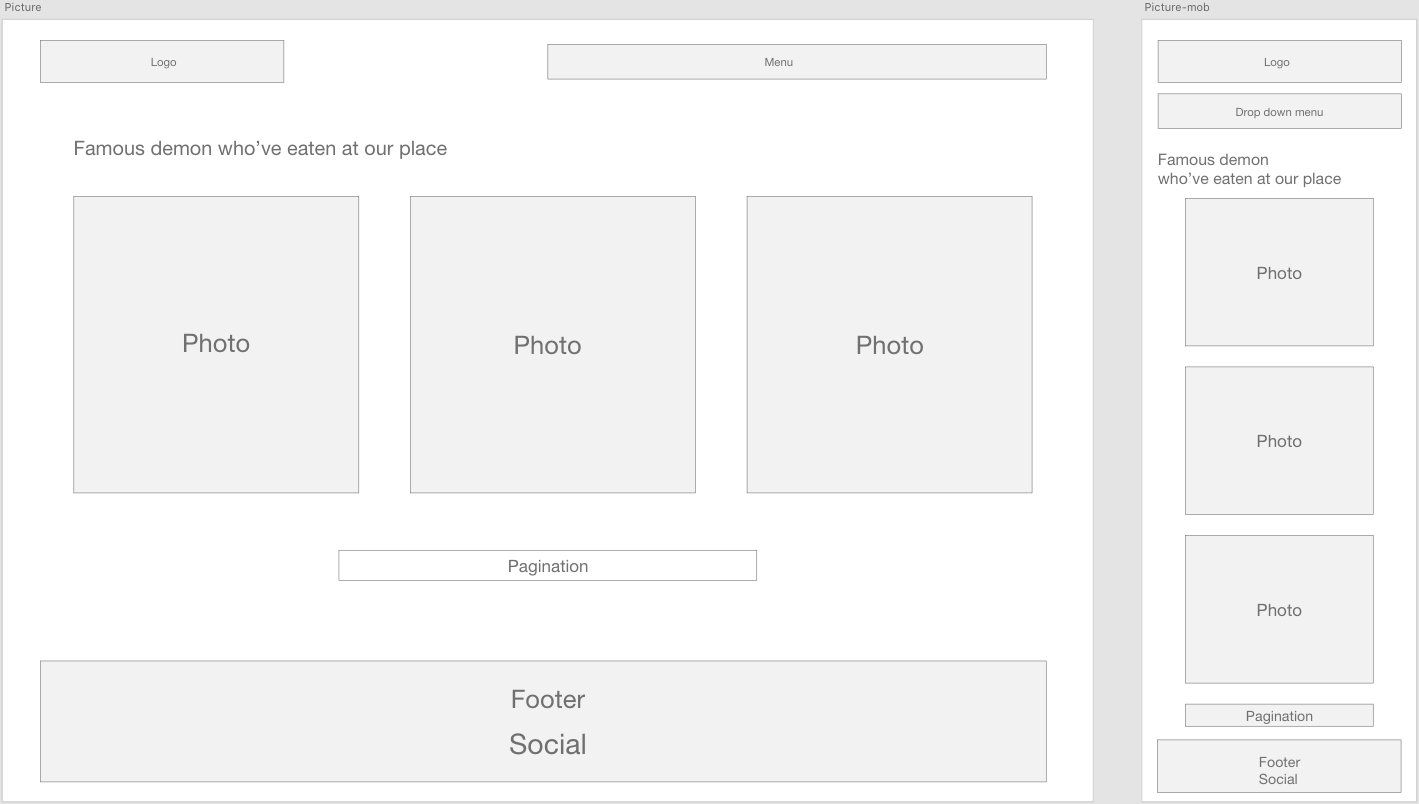 Picture
Logo
Menu
Famous demon who’ve eaten at our place
Photo
Photo
Photo
Pagination
Footer
Social
Picture-mob
Logo
Drop down menu
Famous demon
who’ve eaten at our place
Photo
Photo
Photo
Pagination
Footer
Social